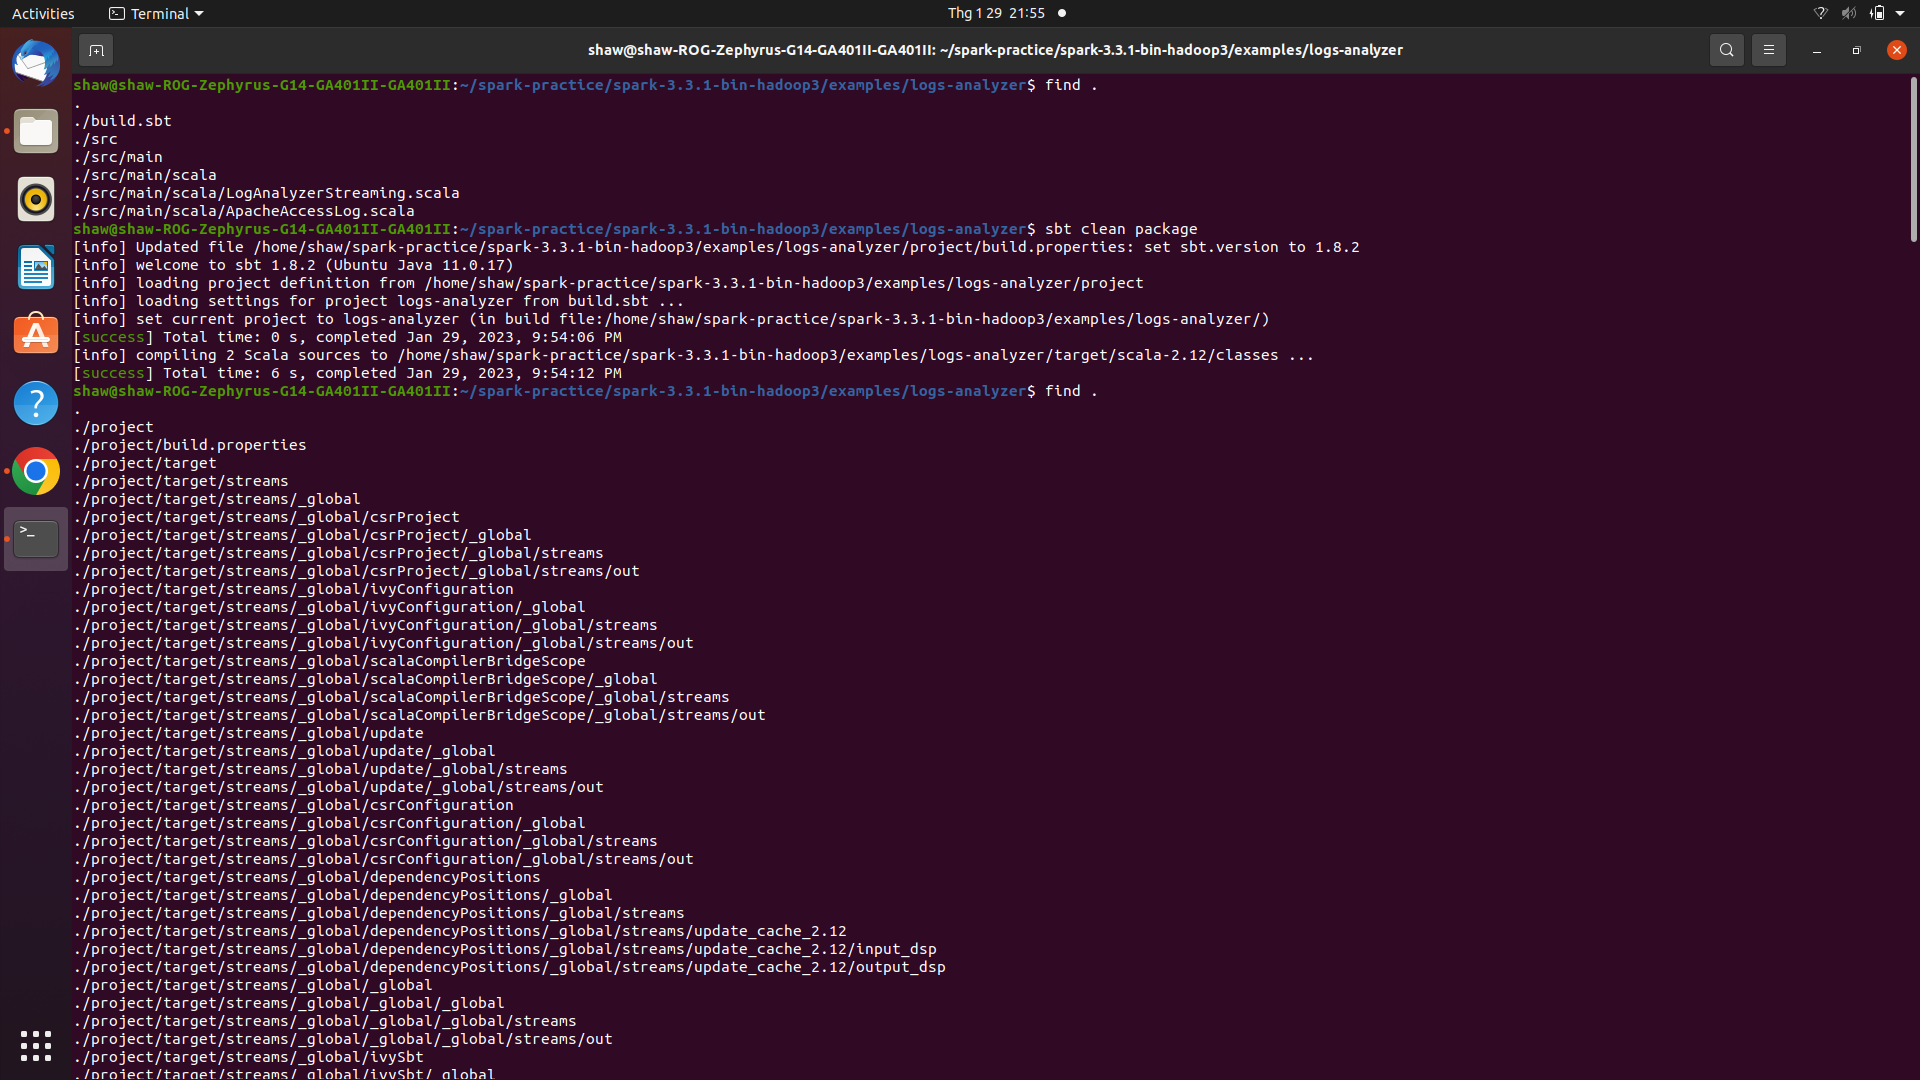 Activities
Terminal
Thg 1 29 21:55
shaw@shaw-ROG-Zephyrus-G14-GA401II-GA401II: ~/spark-practice/spark-3.3.1-bin-hadoop3/examples/logs-analyzer
shaw@shaw-ROG-Zephyrus-G14-GA401II-GA401II:~/spark-practice/spark-3.3.1-bin-hadoop3/examples/logs-analyzer$ find .
.
./build.sbt
./src
./src/main
./src/main/scala
./src/main/scala/LogAnalyzerStreaming.scala
./src/main/scala/ApacheAccessLog.scala
shaw@shaw-ROG-Zephyrus-G14-GA401II-GA401II:~/spark-practice/spark-3.3.1-bin-hadoop3/examples/logs-analyzer$ sbt clean package
[info] Updated file /home/shaw/spark-practice/spark-3.3.1-bin-hadoop3/examples/logs-analyzer/project/build.properties: set sbt.version to 1.8.2
[info] welcome to sbt 1.8.2 (Ubuntu Java 11.0.17)
[info] loading project definition from /home/shaw/spark-practice/spark-3.3.1-bin-hadoop3/examples/logs-analyzer/project
[info] loading settings for project logs-analyzer from build.sbt ...
[info] set current project to logs-analyzer (in build file:/home/shaw/spark-practice/spark-3.3.1-bin-hadoop3/examples/logs-analyzer/)
[success] Total time: 0 s, completed Jan 29, 2023, 9:54:06 PM
[info] compiling 2 Scala sources to /home/shaw/spark-practice/spark-3.3.1-bin-hadoop3/examples/logs-analyzer/target/scala-2.12/classes ...
[success] Total time: 6 s, completed Jan 29, 2023, 9:54:12 PM
shaw@shaw-ROG-Zephyrus-G14-GA401II-GA401II:~/spark-practice/spark-3.3.1-bin-hadoop3/examples/logs-analyzer$ find .
.
./project
./project/build.properties
./project/target
./project/target/streams
./project/target/streams/_global
./project/target/streams/_global/csrProject
./project/target/streams/_global/csrProject/_global
./project/target/streams/_global/csrProject/_global/streams
./project/target/streams/_global/csrProject/_global/streams/out
./project/target/streams/_global/ivyConfiguration
./project/target/streams/_global/ivyConfiguration/_global
./project/target/streams/_global/ivyConfiguration/_global/streams
./project/target/streams/_global/ivyConfiguration/_global/streams/out
./project/target/streams/_global/scalaCompilerBridgeScope
./project/target/streams/_global/scalaCompilerBridgeScope/_global
./project/target/streams/_global/scalaCompilerBridgeScope/_global/streams
./project/target/streams/_global/scalaCompilerBridgeScope/_global/streams/out
./project/target/streams/_global/update
./project/target/streams/_global/update/_global
./project/target/streams/_global/update/_global/streams
./project/target/streams/_global/update/_global/streams/out
./project/target/streams/_global/csrConfiguration
./project/target/streams/_global/csrConfiguration/_global
./project/target/streams/_global/csrConfiguration/_global/streams
./project/target/streams/_global/csrConfiguration/_global/streams/out
./project/target/streams/_global/dependencyPositions
./project/target/streams/_global/dependencyPositions/_global
./project/target/streams/_global/dependencyPositions/_global/streams
./project/target/streams/_global/dependencyPositions/_global/streams/update_cache_2.12
./project/target/streams/_global/dependencyPositions/_global/streams/update_cache_2.12/input_dsp
./project/target/streams/_global/dependencyPositions/_global/streams/update_cache_2.12/output_dsp
./project/target/streams/_global/_global
./project/target/streams/_global/_global/_global
./project/target/streams/_global/_global/_global/streams
./project/target/streams/_global/_global/_global/streams/out
./project/target/streams/_global/ivySbt
./project/target/streams/_global/ivySbt/_global